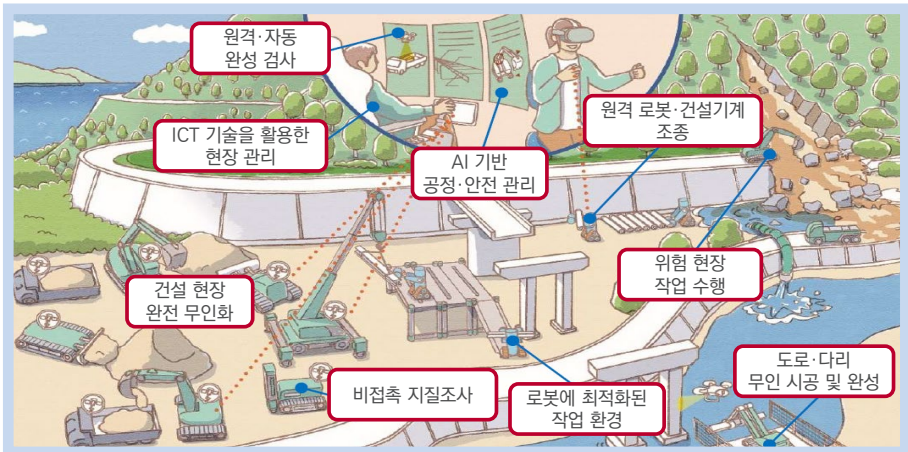 원격·자동
완성 검사
ICT 기술을 활용한
현장 관리
AI 기반
공정·안전 관리
원격 로봇·건설기계
조종
위험 현장
작업 수행
건설 현장
완전 무인화
비접촉 지질조사
로봇에 최적화된
작업 환경
도로·다리
무인 시공 및 완성